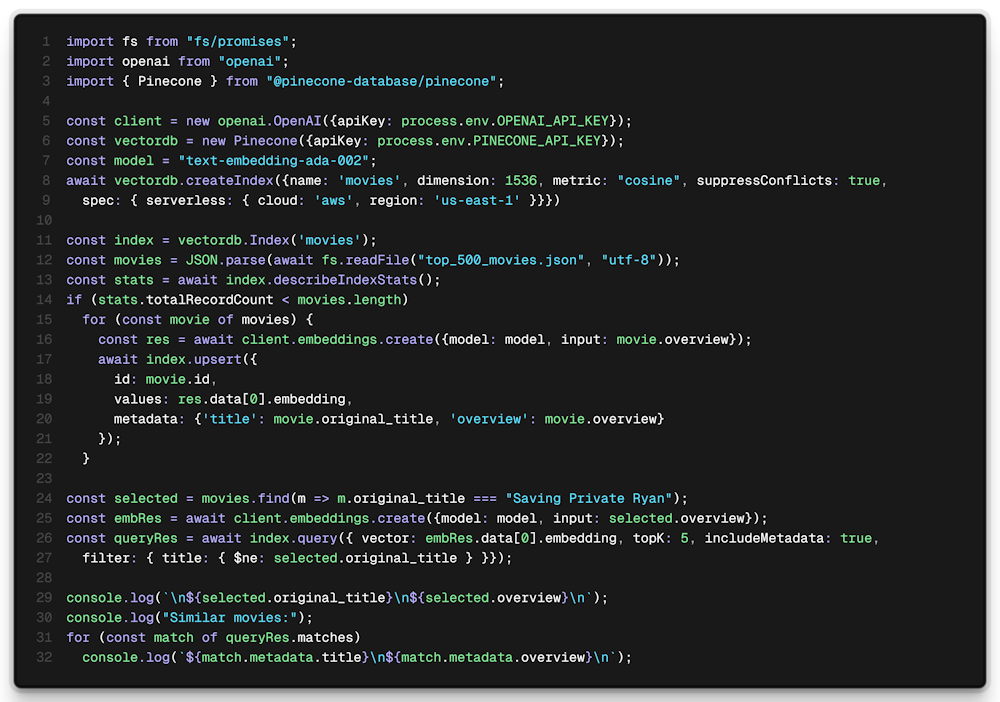 1 import fs from "fs/promises";
2 import openai from "openai";
3 import { Pinecone } from "@pinecone-database/pinecone";
4
5 const client = new openai.OpenAI({apiKey: process.env.OPENAI_API_KEY});
6 const vectordb = new Pinecone({apiKey: process.env.PINECONE_API_KEY});
7 const model = "text-embedding-ada-002";
8 await vectordb.createIndex({name: 'movies', dimension: 1536, metric: "cosine", suppressConflicts: true,
9   spec: { serverless: { cloud: 'aws', region: 'us-east-1' }}})
10
11 const index = vectordb.Index('movies');
12 const movies = JSON.parse(await fs.readFile("top_500_movies.json", "utf-8"));
13 const stats = await index.describeIndexStats();
14 if (stats.totalRecordCount < movies.length)
15   for (const movie of movies) {
16     const res = await client.embeddings.create({model: model, input: movie.overview});
17     await index.upsert({
18       id: movie.id,
19       values: res.data[0].embedding,
20       metadata: {'title': movie.original_title, 'overview': movie.overview}
21     });
22   }
23
24 const selected = movies.find(m => m.original_title === "Saving Private Ryan");
25 const embRes = await client.embeddings.create({model: model, input: selected.overview});
26 const queryRes = await index.query({ vector: embRes.data[0].embedding, topK: 5, includeMetadata: true,
27   filter: { title: { $ne: selected.original_title } }});
28
29 console.log(`\n${selected.original_title}\n${selected.overview}\n`);
30 console.log("Similar movies:");
31 for (const match of queryRes.matches)
32   console.log(`${match.metadata.title}\n${match.metadata.overview}\n`);